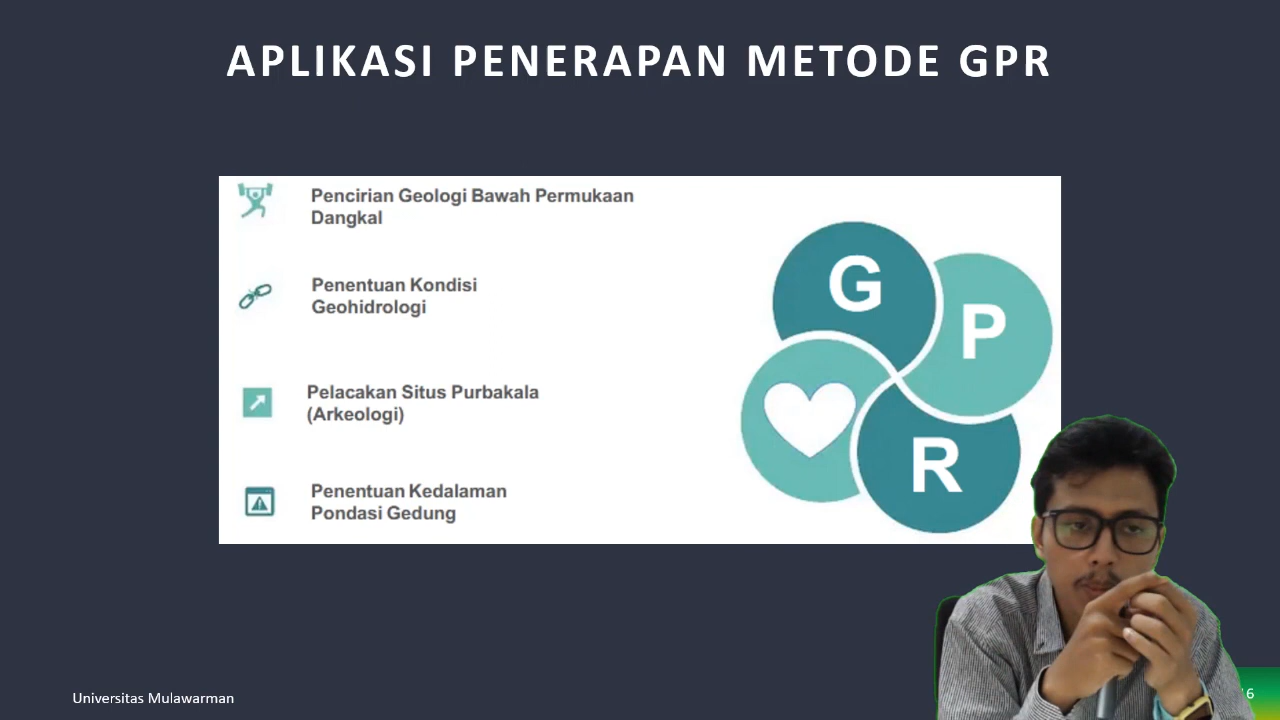 APLIKASI PENERAPAN METODE GPR
Pencirian Geologi Bawah Permukaan
Dangkal
Penentuan Kondisi
Geohidrologi
Pelacakan Situs Purbakala
(Arkeologi)
Penentuan Kedalaman
Pondasi Gedung
G
P
R
Universitas Mulawarman